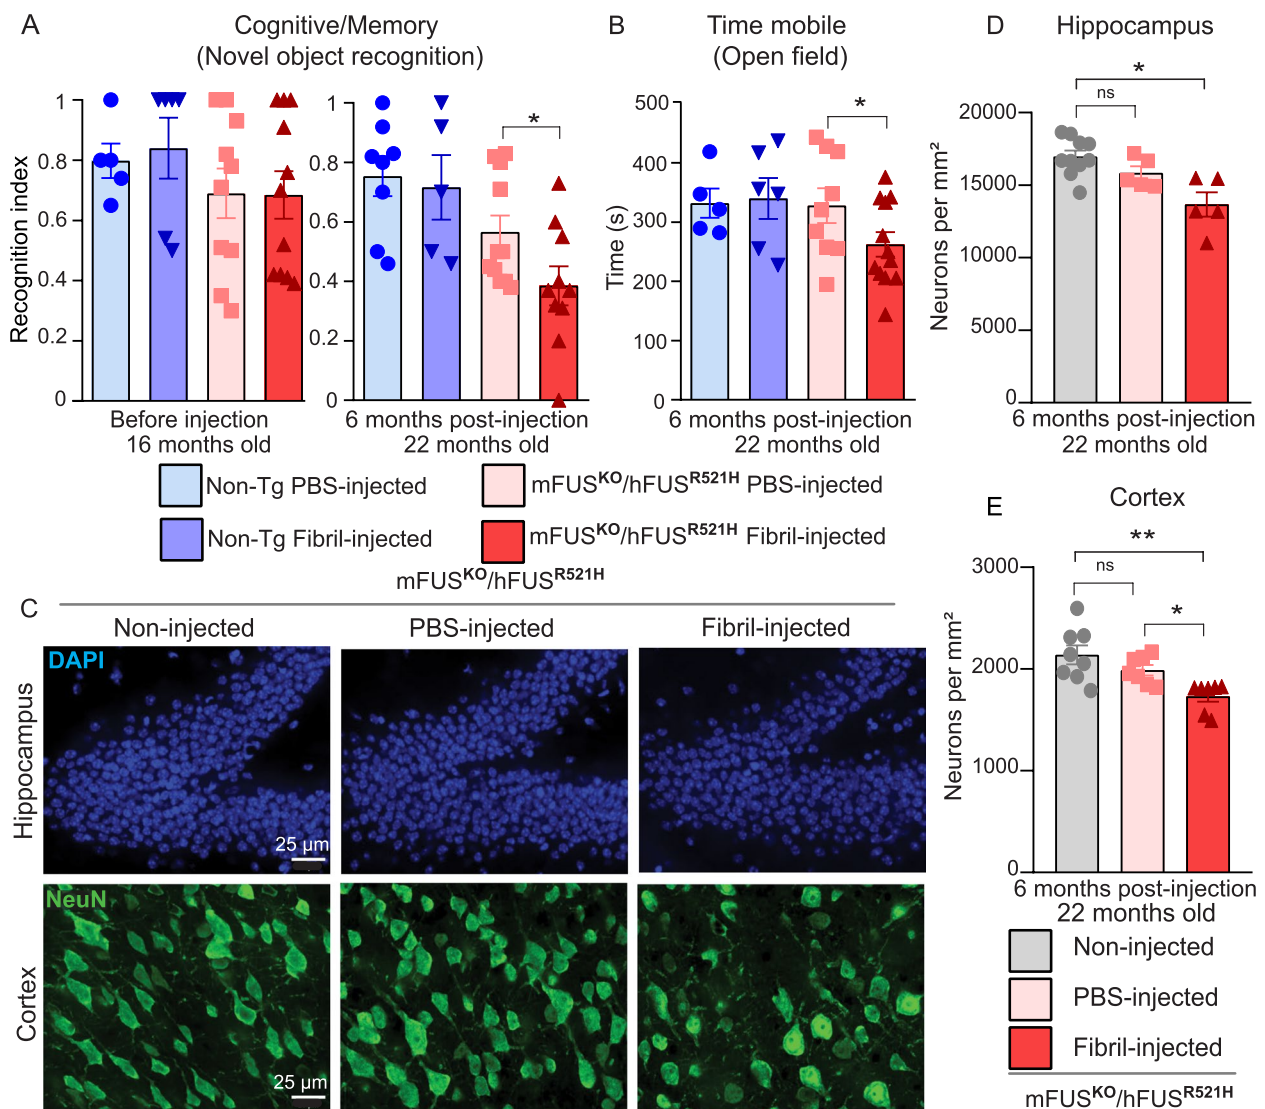 A
Cognitive/Memory
(Novel object recognition)
Recognition index
1
0.8
0.6
0.4
0.2
0
Before injection
16 months old
1
0.8
0.6
0.4
0.2
0
*
6 months post-injection
22 months old
B
Time mobile
(Open field)
Time (s)
500
400
300
200
100
0
*
6 months post-injection
22 months old
Non-Tg PBS-injected
Non-Tg Fibril-injected
mFUSKO/hFUSR521H PBS-injected
mFUSKO/hFUSR521H Fibril-injected
C
mFUSKO/hFUSR521H
Non-injected
PBS-injected
Fibril-injected
Hippocampus
DAPI
25 µm
Cortex
NeuN
25 µm
D
Hippocampus
Neurons per mm²
20000
15000
10000
5000
0
*
ns
6 months post-injection
22 months old
E
Cortex
Neurons per mm²
3000
2000
1000
0
**
ns
*
6 months post-injection
22 months old
Non-injected
PBS-injected
Fibril-injected
mFUSKO/hFUSR521H